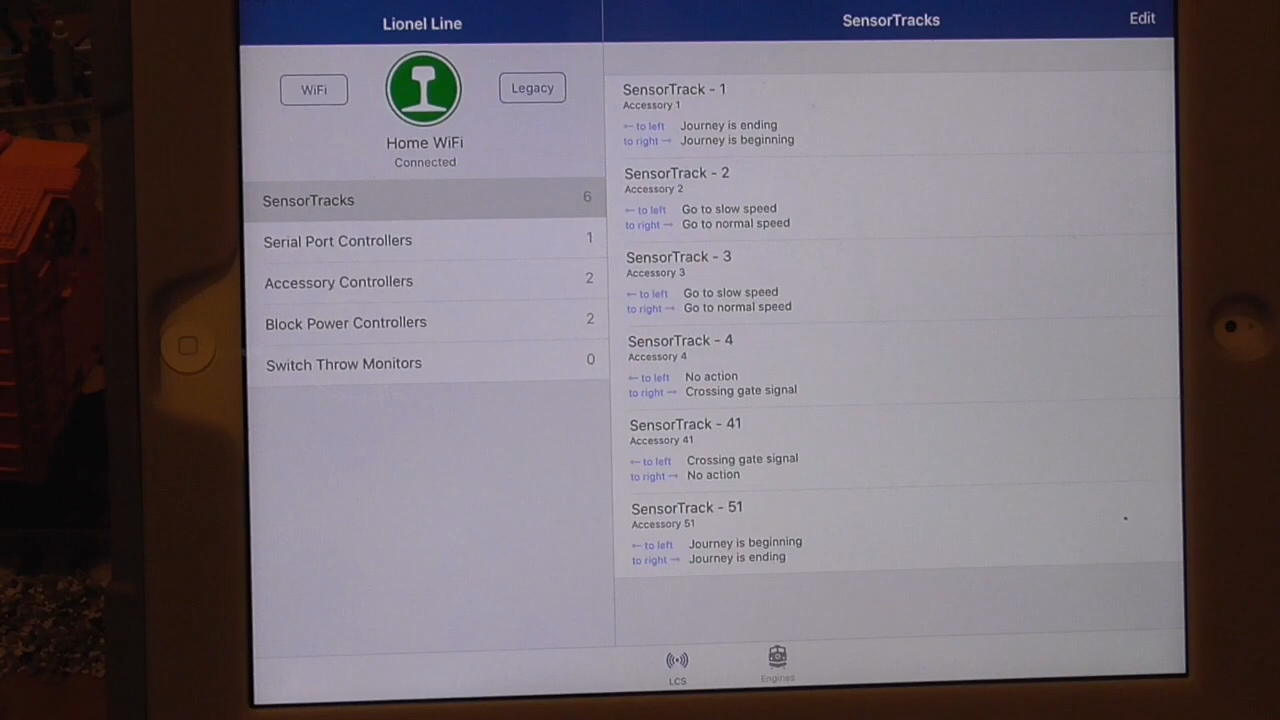 Lionel Line
WiFi
Legacy
Home WiFi
Connected
SensorTracks 6
Serial Port Controllers 1
Accessory Controllers 2
Block Power Controllers 2
Switch Throw Monitors 0
SensorTracks
Edit
SensorTrack - 1
Accessory 1
← to left Journey is ending
to right → Journey is beginning
SensorTrack - 2
Accessory 2
← to left Go to slow speed
to right → Go to normal speed
SensorTrack - 3
Accessory 3
← to left Go to slow speed
to right → Go to normal speed
SensorTrack - 4
Accessory 4
← to left No action
to right → Crossing gate signal
SensorTrack - 41
Accessory 41
← to left Crossing gate signal
to right → No action
SensorTrack - 51
Accessory 51
← to left Journey is beginning
to right → Journey is ending
LCS
Engines